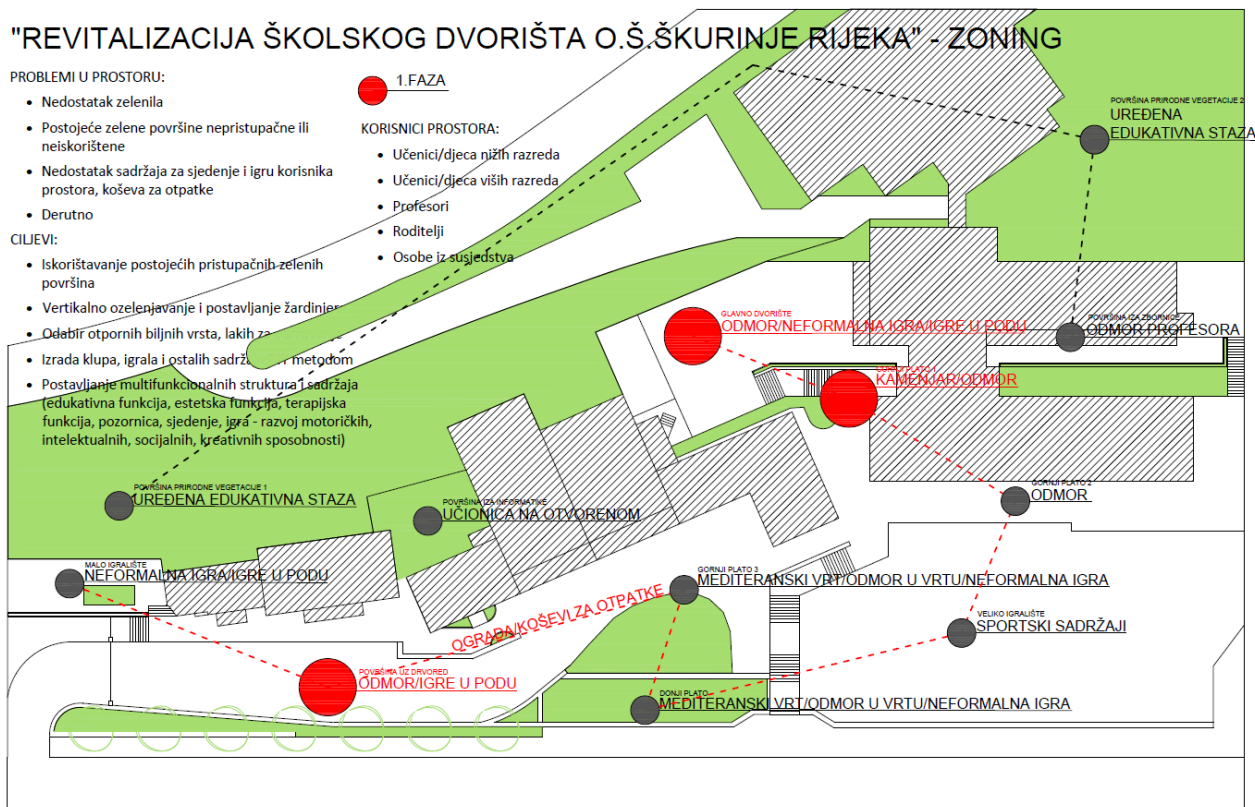 "REVITALIZACIJA ŠKOLSKOG DVORIŠTA O.Š.ŠKURINJE RIJEKA" - ZONING
PROBLEMI U PROSTORU:
• Nedostatak zelenila
• Postojeće zelene površine nepristupačne ili
neiskorištene
• Nedostatak sadržaja za sjedenje i igru korisnika
prostora, koševa za otpatke
• Derutno
CILJEVI:
• Iskorištavanje postojećih pristupačnih zelenih
površina
• Vertikalno ozelenjavanje i postavljanje žardinjera
• Odabir otpornih biljnih vrsta, lakih za
• Izrada klupa, igrala i ostalih metodom
• Postavljanje multifunkcionalnih struktura i sadržaja
(edukativna funkcija, estetska funkcija, terapijska
funkcija, pozornica, sjedenje, igra - razvoj motoričkih,
intelektualnih, socijalnih, kreativnih sposobnosti)
1.FAZA
KORISNICI PROSTORA:
• Učenici/djeca nižih razreda
• Učenici/djeca viših razreda
• Profesori
• Roditelji
• Osobe iz susjedstva
POVRŠINA PRIRODNE VEGETACIJE 2
UREĐENA
EDUKATIVNA STAZA
GLAVNO DVORIŠTE
ODMOR/NEFORMALNA IGRA/IGRE U PODU
POVRŠINA IZA ZBORNICE
ODMOR PROFESORA
GORNJI PLATO 1
KAMENJAR/ODMOR
POVRŠINA PRIRODNE VEGETACIJE 1
UREĐENA EDUKATIVNA STAZA
POVRŠINA IZA INFORMATIKE
UČIONICA NA OTVORENOM
GORNJI PLATO 2
ODMOR
MALO IGRALIŠTE
NEFORMALNA IGRA/IGRE U PODU
GORNJI PLATO 3
MEDITERANSKI VRT/ODMOR U VRTU/NEFORMALNA IGRA
OGRADA/KOŠEVI ZA OTPATKE
VELIKO IGRALIŠTE
SPORTSKI SADRŽAJI
POVRŠINA UZ DRVORED
ODMOR/IGRE U PODU
DONJI PLATO
MEDITERANSKI VRT/ODMOR U VRTU/NEFORMALNA IGRA